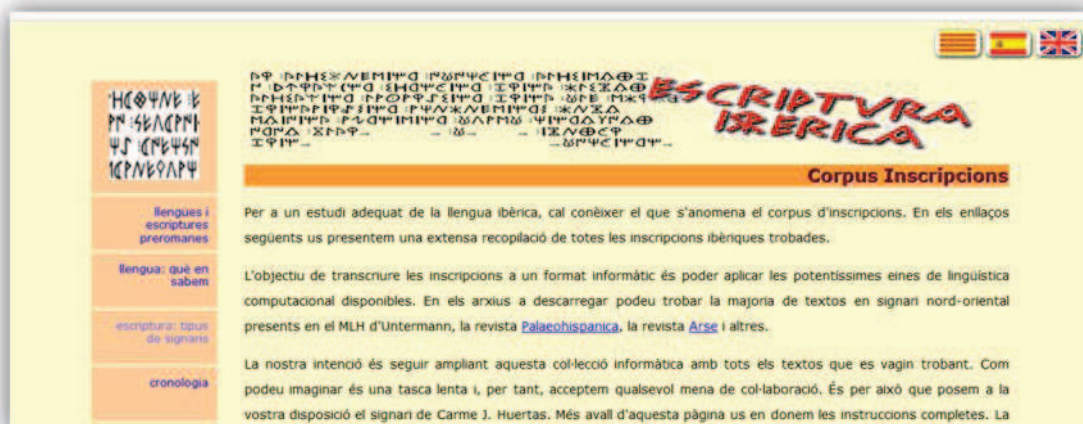 ESCRIPTVRA
IBERICA
Corpus Inscripcions
llengües i
escriptures
preromanes
llengua: què en
sabem
escriptura: tipus
de signaris
cronologia
Per a un estudi adequat de la llengua ibèrica, cal conèixer el que s'anomena el corpus d'inscripcions. En els enllaços
següents us presentem una extensa recopilació de totes les inscripcions ibèriques trobades.
L'objectiu de transcriure les inscripcions a un format informàtic és poder aplicar les potentíssimes eines de lingüística
computacional disponibles. En els arxius a descarregar podeu trobar la majoria de textos en signari nord-oriental
presents en el MLH d'Untermann, la revista Palaeohispanica, la revista Arse i altres.
La nostra intenció és seguir ampliant aquesta col·lecció informàtica amb tots els textos que es vagin trobant. Com
podeu imaginar és una tasca lenta i, per tant, acceptem qualsevol mena de col·laboració. És per això que posem a la
vostra disposició el signari de Carme J. Huertas. Més avall d'aquesta pàgina us en donem les instruccions completes. La